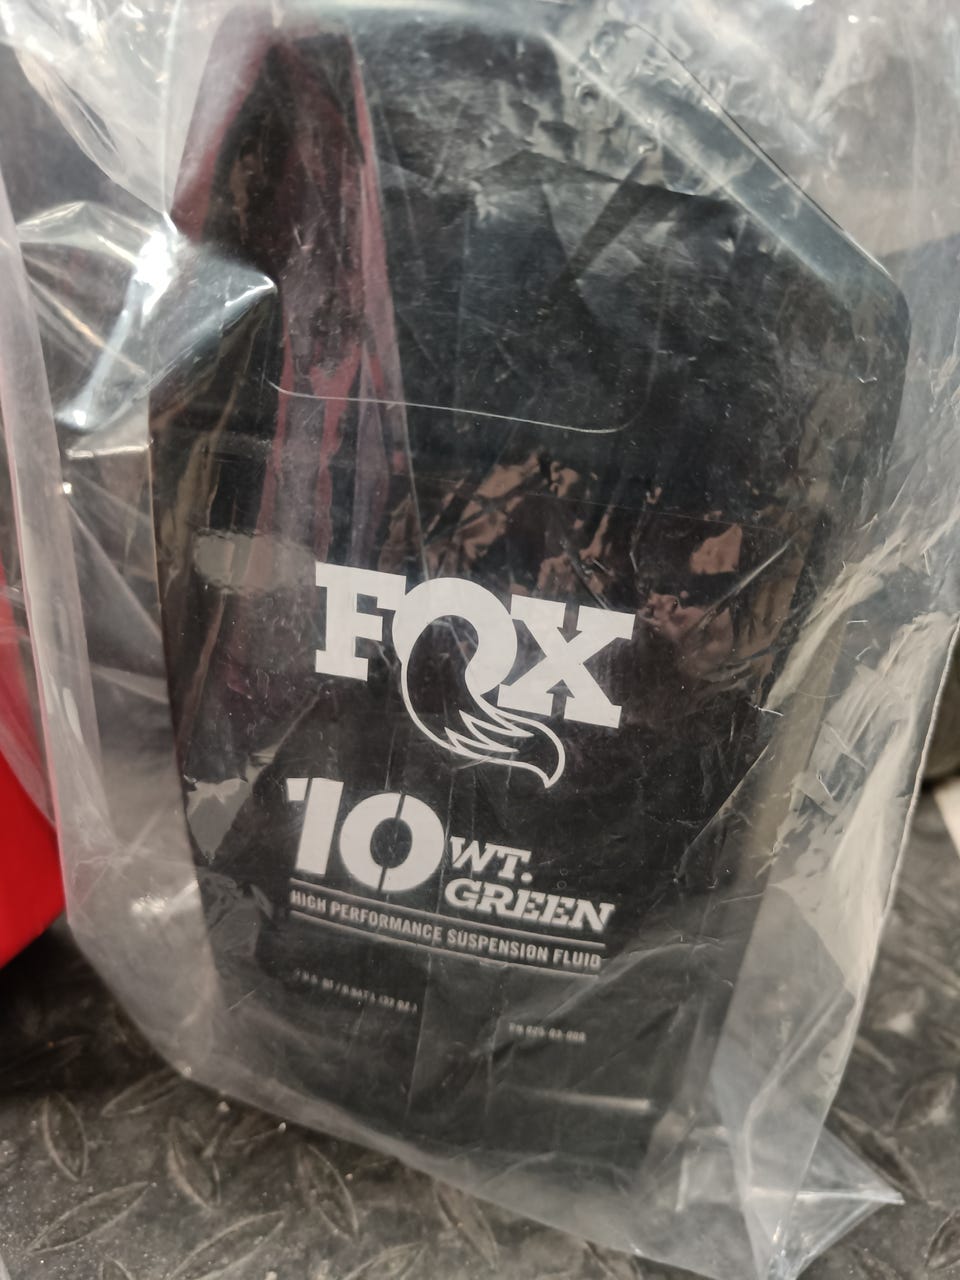 FOX
10 WT.
GREEN
HIGH PERFORMANCE SUSPENSION FLUID